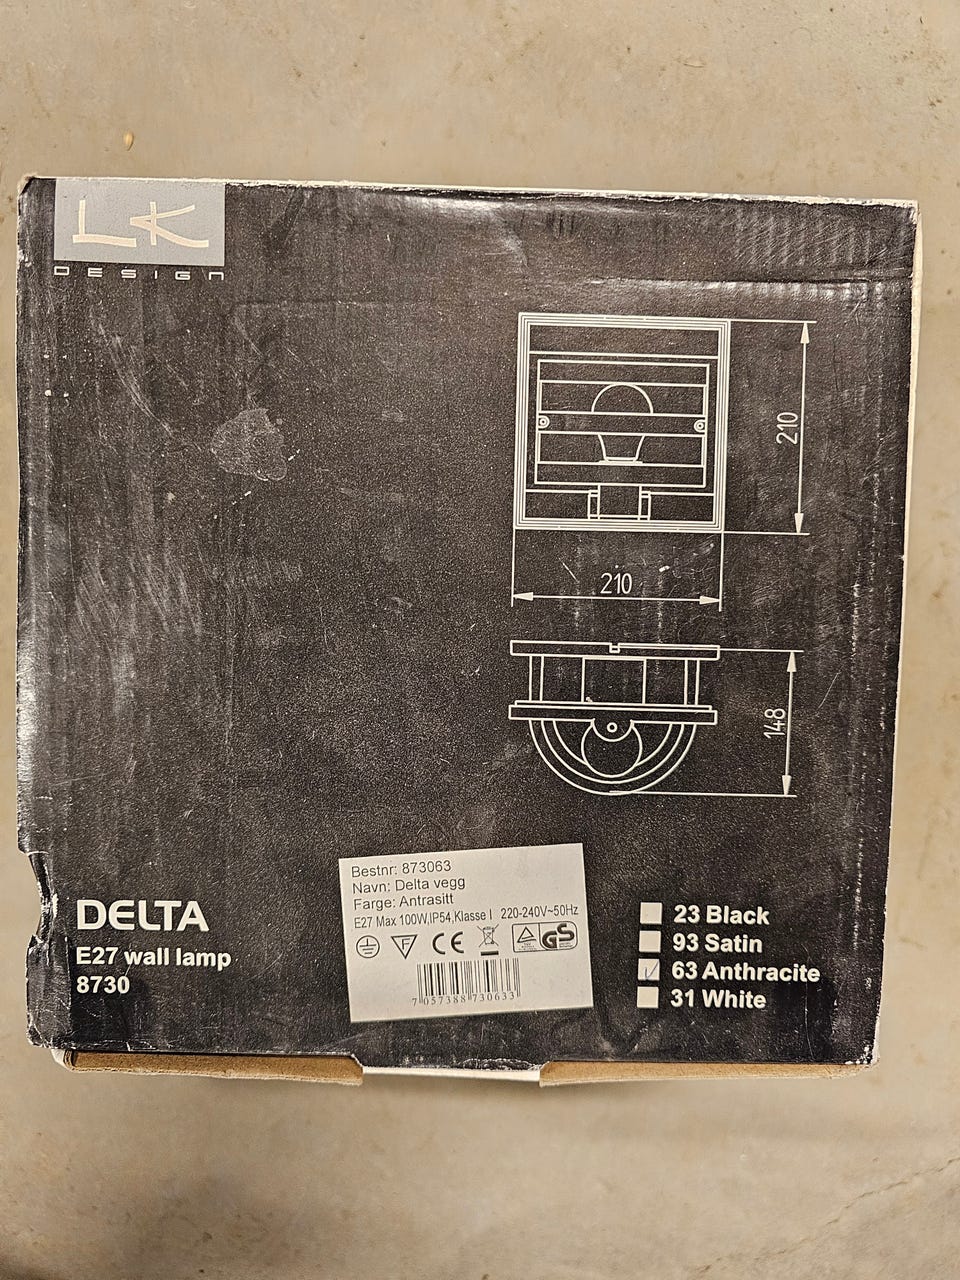 LK
DESIGN
210
210
148
Bestnr: 873063
Navn: Delta vegg
Farge: Antrasitt
E27 Max 100W,IP54,Klasse I 220-240V~50Hz
F CE GS
7 057388 730633
DELTA
E27 wall lamp
8730
23 Black
93 Satin
63 Anthracite
31 White